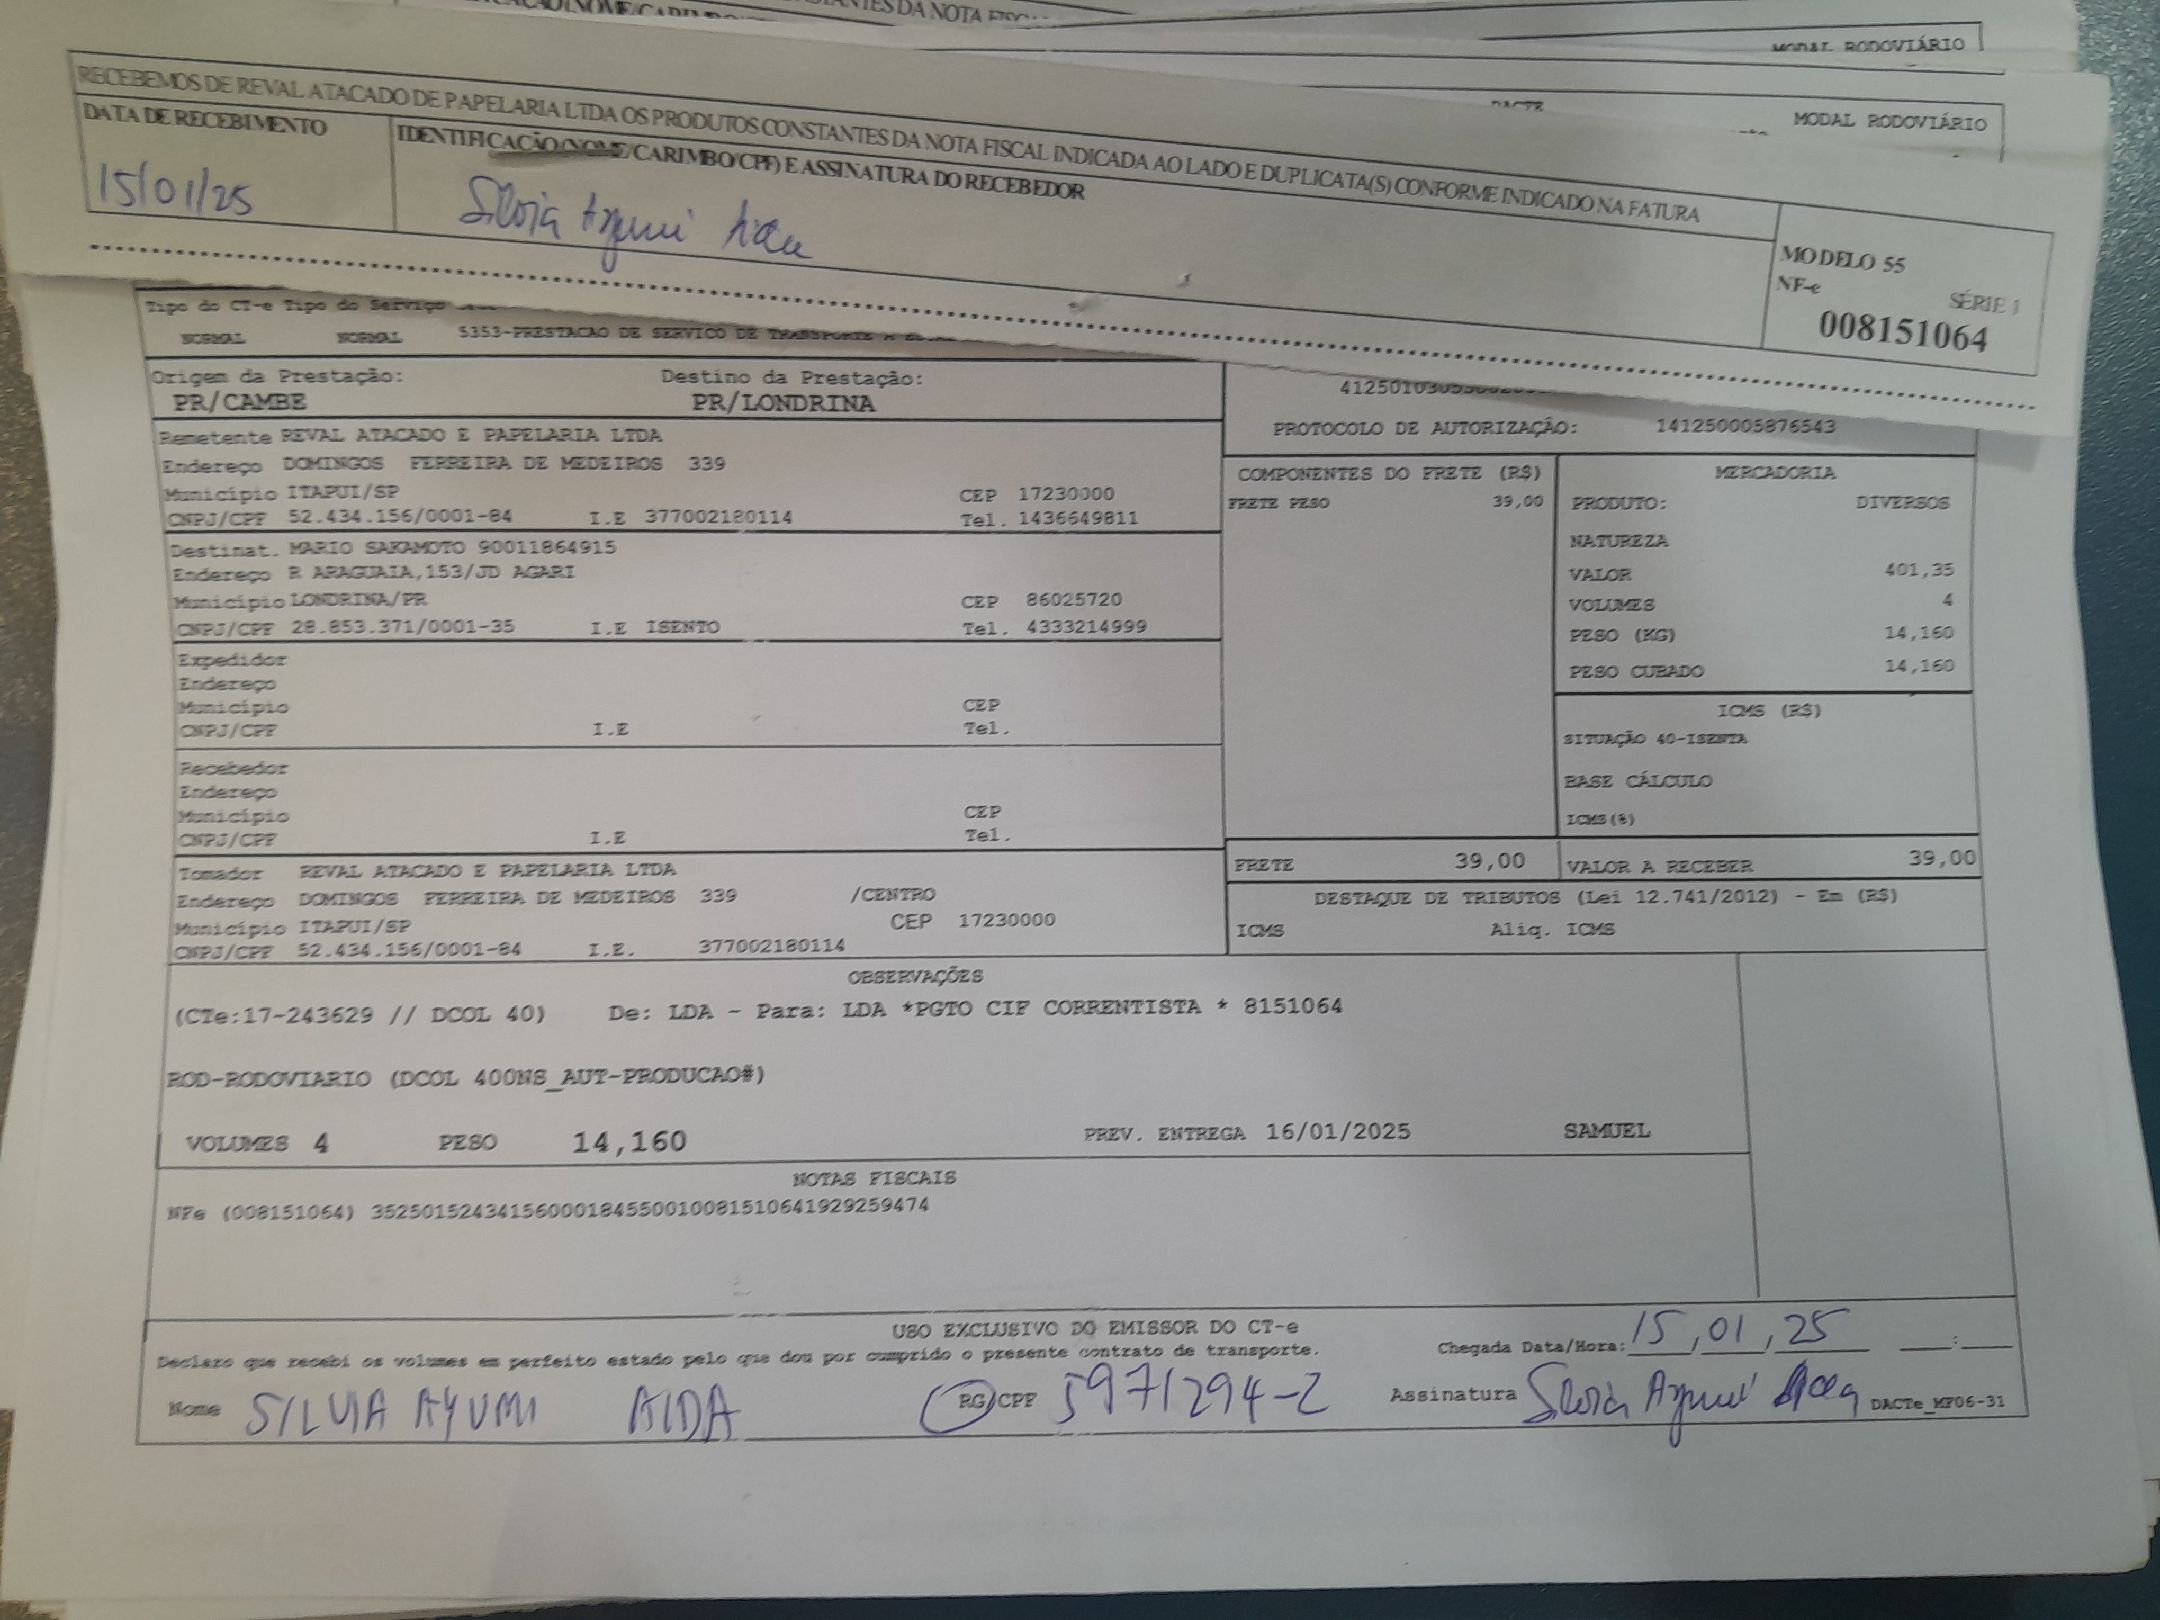 DA NOTA FISCAL
MODAL RODOVIÁRIO
DACTE
MODAL RODOVIÁRIO
RECEBEMOS DE REVAL ATACADO DE PAPELARIA LTDA OS PRODUTOS CONSTANTES DA NOTA FISCAL INDICADA AO LADO E DUPLICATA(S) CONFORME INDICADO NA FATURA
DATA DE RECEBIMENTO
IDENTIFICAÇÃO (NOME/CARIMBO/CPF) E ASSINATURA DO RECEBEDOR
15/01/25
Silvia Ayumi
MODELO 55
NF-e
SÉRIE 1
008151064
Tipo do CT-e Tipo do Serviço
NORMAL NORMAL 5353-PRESTACAO DE SERVICO DE TRANSPORTE A
Origem da Prestação: Destino da Prestação:
PR/CAMBE PR/LONDRINA
PROTOCOLO DE AUTORIZAÇÃO: 141250005876543
Remetente REVAL ATACADO E PAPELARIA LTDA
Endereço DOMINGOS FERREIRA DE MEDEIROS 339
Município ITAPUI/SP CEP 17230000
CNPJ/CPF 52.434.156/0001-84 I.E 377002180114 Tel. 1436649811
Destinat. MARIO SAKAMOTO 90011864915
Endereço R ARAGUAIA,153/JD AGARI
Município LONDRINA/PR CEP 86025720
CNPJ/CPF 28.853.371/0001-35 I.E ISENTO Tel. 4333214999
Expedidor
Endereço
Município CEP
CNPJ/CPF I.E Tel.
Recebedor
Endereço
Município CEP
CNPJ/CPF I.E Tel.
Tomador REVAL ATACADO E PAPELARIA LTDA
Endereço DOMINGOS FERREIRA DE MEDEIROS 339 /CENTRO
Município ITAPUI/SP CEP 17230000
CNPJ/CPF 52.434.156/0001-84 I.E. 377002180114
COMPONENTES DO FRETE (R$)
FRETE PESO 39,00
MERCADORIA
PRODUTO: DIVERSOS
NATUREZA
VALOR 401,35
VOLUMES 4
PESO (KG) 14,160
PESO CUBADO 14,160
ICMS (R$)
SITUAÇÃO 40-ISENTA
BASE CÁLCULO
ICMS(%)
FRETE 39,00 VALOR A RECEBER 39,00
DESTAQUE DE TRIBUTOS (Lei 12.741/2012) - Em (R$)
ICMS Aliq. ICMS
OBSERVAÇÕES
(CTe:17-243629 // DCOL 40) De: LDA - Para: LDA *PGTO CIF CORRENTISTA * 8151064
ROD-RODOVIARIO (DCOL 400NS_AUT-PRODUCAO#)
VOLUMES 4 PESO 14,160 PREV. ENTREGA 16/01/2025 SAMUEL
NOTAS FISCAIS
NFe (008151064) 35250152434156000184550010081510641929259474
USO EXCLUSIVO DO EMISSOR DO CT-e
Declaro que recebi os volumes em perfeito estado pelo que dou por cumprido o presente contrato de transporte.
Chegada Data/Hora: 15,01,25 __:__
Nome SILVIA AYUMI AIDA RG/CPF 5971294-2 Assinatura Silvia Ayumi Aida DACTe_MF06-31